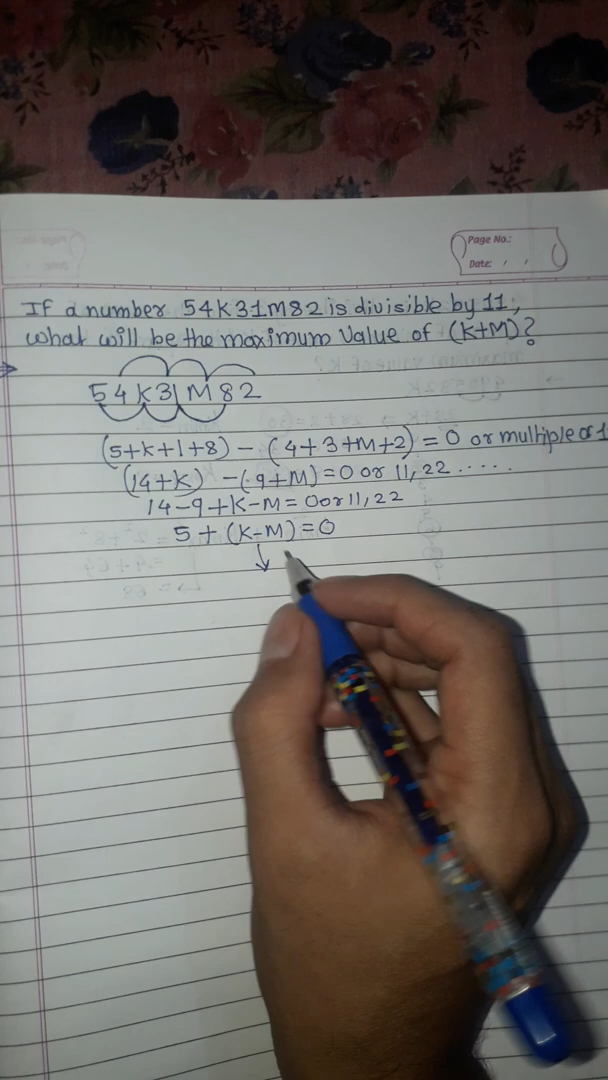 Page No.:
Date: / /
If a number 54K31M82 is divisible by 11,
what will be the maximum Value of (K+M)?
54K31M82
(5+K+1+8) - (4+3+M+2) = 0 or multiple of 1
(14+K) - (9+M) = 0 or 11, 22 .....
14-9+K-M = 0 or 11, 22
5 + (K-M) = 0